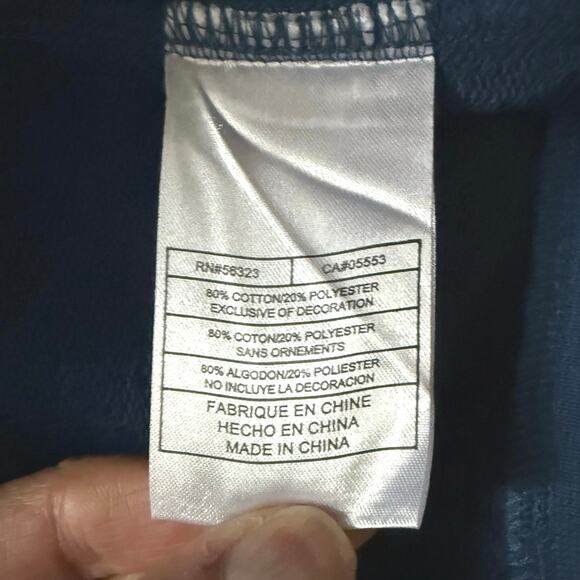 RN#56323 CA#05553
80% COTTON/20% POLYESTER
EXCLUSIVE OF DECORATION
80% COTON/20% POLYESTER
SANS ORNEMENTS
80% ALGODON/20% POLIESTER
NO INCLUYE LA DECORACION
FABRIQUE EN CHINE
HECHO EN CHINA
MADE IN CHINA